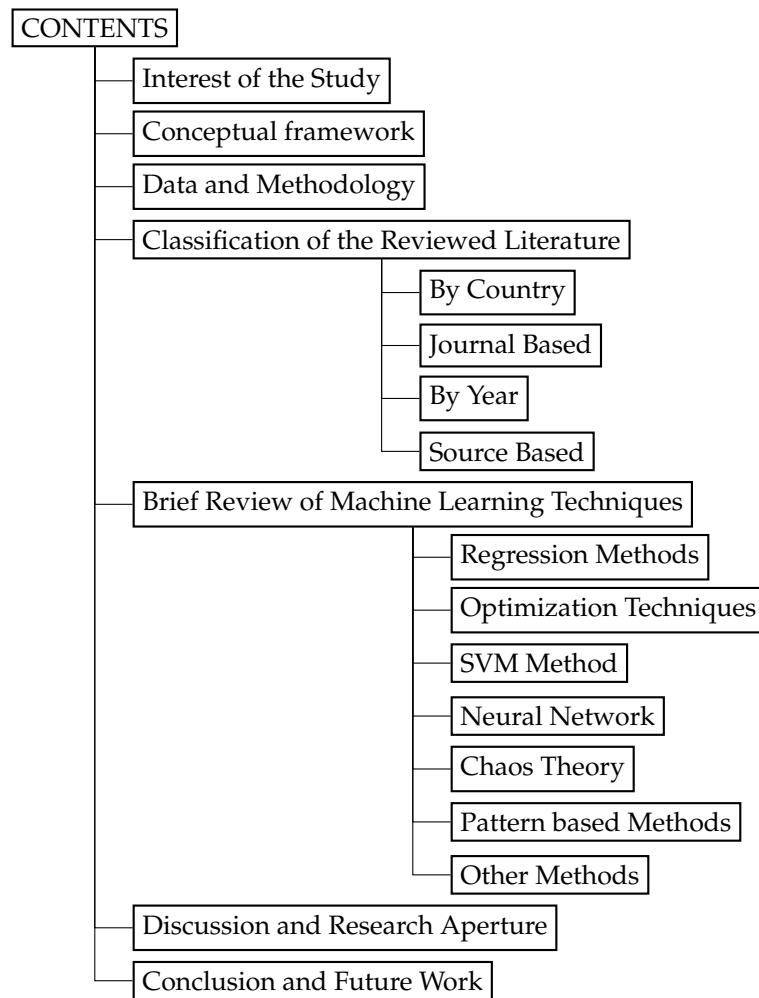 CONTENTS
Interest of the Study
Conceptual framework
Data and Methodology
Classification of the Reviewed Literature
By Country
Journal Based
By Year
Source Based
Brief Review of Machine Learning Techniques
Regression Methods
Optimization Techniques
SVM Method
Neural Network
Chaos Theory
Pattern based Methods
Other Methods
Discussion and Research Aperture
Conclusion and Future Work